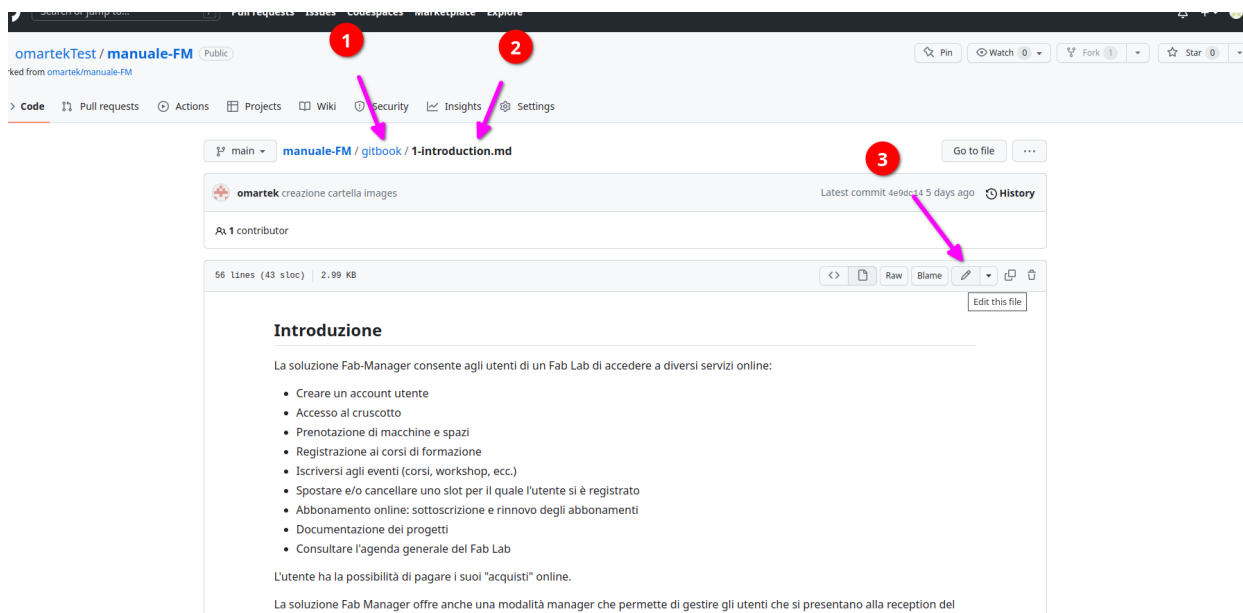 Search or jump to... /
Pull requests Issues Codespaces Marketplace Explore
1
2
omartekTest / manuale-FM Public
Pin Watch 0 Fork 1 Star 0
rked from omartek/manuale-FM
Code Pull requests Actions Projects Wiki Security Insights Settings
main manuale-FM / gitbook / 1-introduction.md Go to file ...
3
omartek creazione cartella images Latest commit 4e9dc14 5 days ago History
1 contributor
56 lines (43 sloc) 2.99 KB Raw Blame
Edit this file
Introduzione
La soluzione Fab-Manager consente agli utenti di un Fab Lab di accedere a diversi servizi online:
• Creare un account utente
• Accesso al cruscotto
• Prenotazione di macchine e spazi
• Registrazione ai corsi di formazione
• Iscriversi agli eventi (corsi, workshop, ecc.)
• Spostare e/o cancellare uno slot per il quale l'utente si è registrato
• Abbonamento online: sottoscrizione e rinnovo degli abbonamenti
• Documentazione dei progetti
• Consultare l'agenda generale del Fab Lab
L'utente ha la possibilità di pagare i suoi "acquisti" online.
La soluzione Fab Manager offre anche una modalità manager che permette di gestire gli utenti che si presentano alla reception del